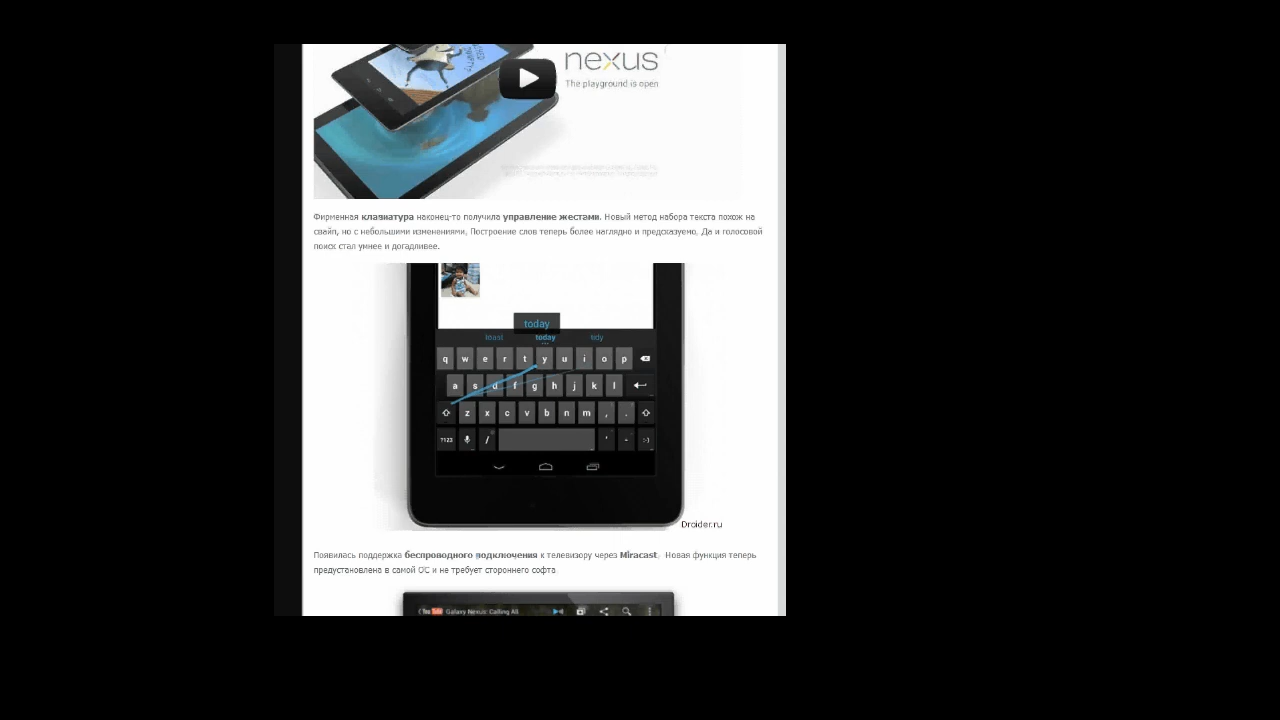 nexus
The playground is open
Фирменная клавиатура наконец-то получила управление жестами. Новый метод набора текста похож на
свайп, но с небольшими изменениями. Построение слов теперь более наглядно и предсказуемо. Да и голосовой
поиск стал умнее и догадливее.
today
toast today tidy
q w e r t y u i o p
a s d f g h j k l
z x c v b n m , .
?123 / ' - :-)
Droider.ru
Появилась поддержка беспроводного подключения к телевизору через Miracast. Новая функция теперь
предустановлена в самой ОС и не требует стороннего софта
You Tube Galaxy Nexus: Calling All